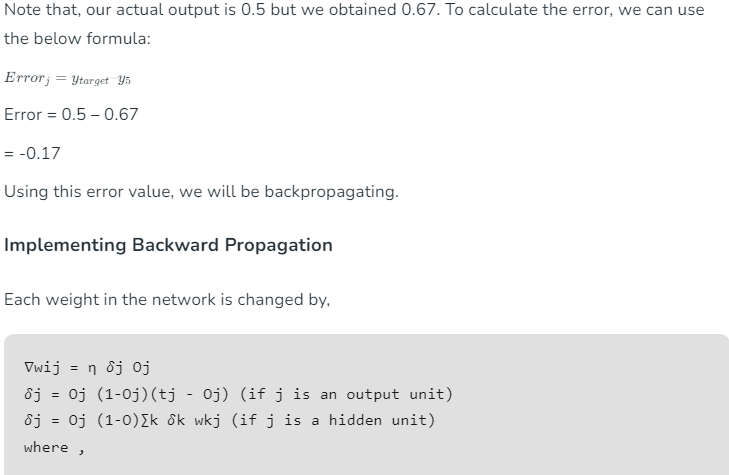 Note that, our actual output is 0.5 but we obtained 0.67. To calculate the error, we can use
the below formula:
Error_j = y_target y_5
Error = 0.5 – 0.67
= -0.17
Using this error value, we will be backpropagating.
Implementing Backward Propagation
Each weight in the network is changed by,
∇wij = η 𝛿j Oj
𝛿j = Oj (1-Oj)(tj - Oj) (if j is an output unit)
𝛿j = Oj (1-O)∑k 𝛿k wkj (if j is a hidden unit)
where ,